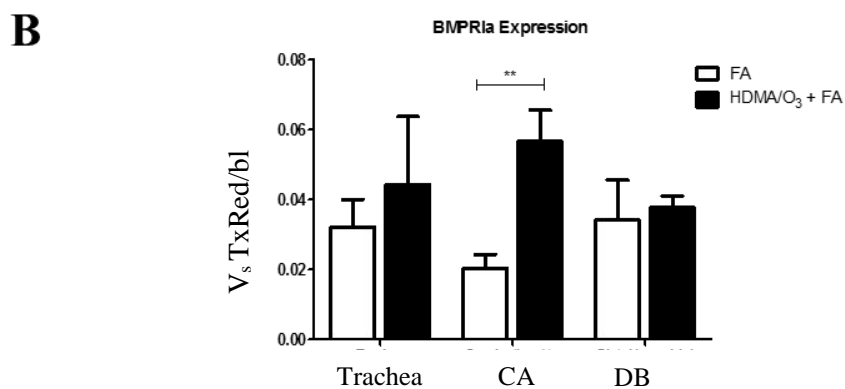 B
BMPRIa Expression
0.08
0.06
0.04
0.02
0.00
Vs TxRed/bl
**
FA
HDMA/O3 + FA
Trachea CA DB